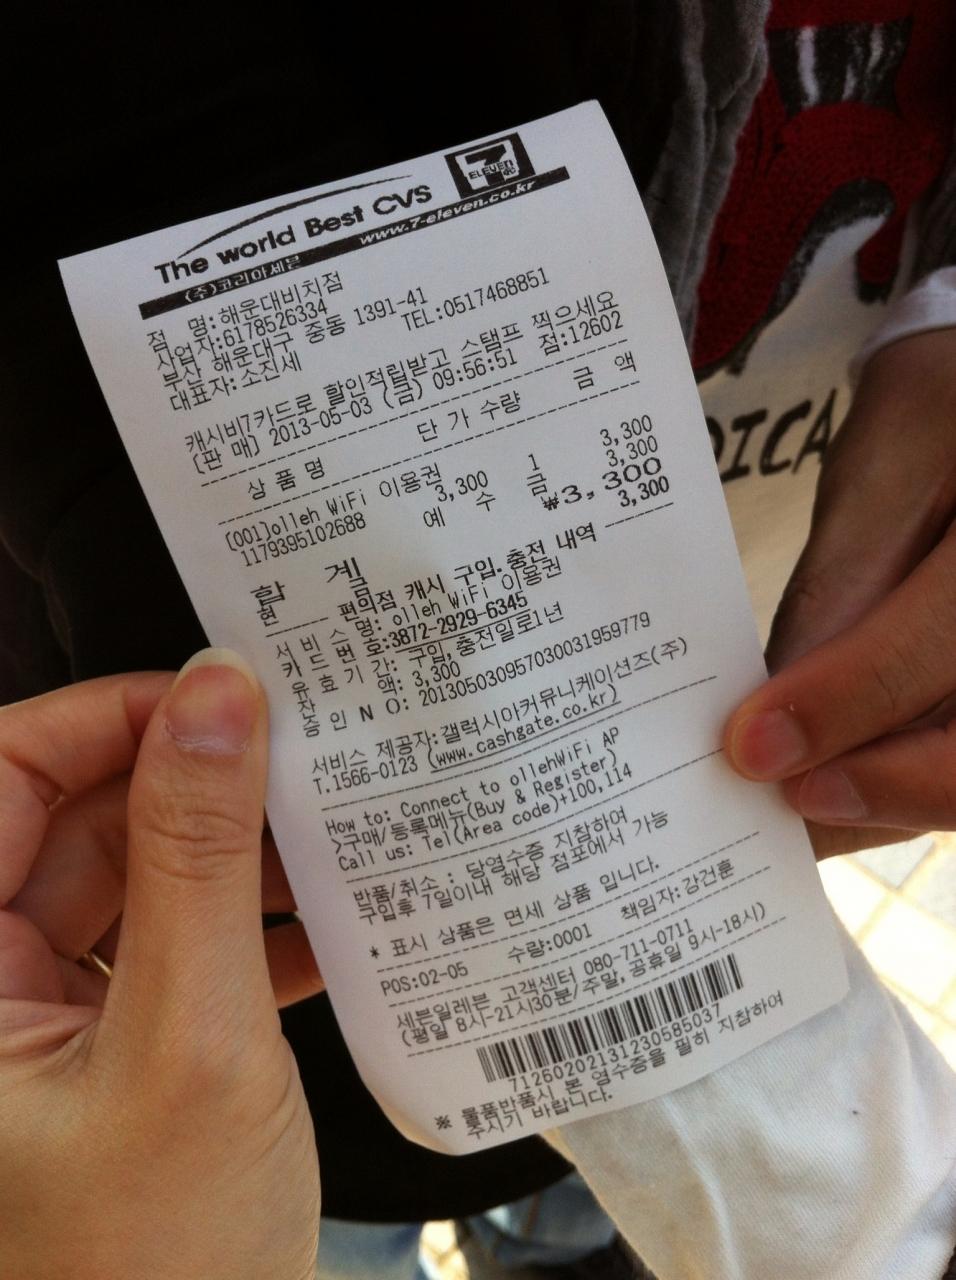 The world Best CVS
7 ELEVEn
(주)코리아세븐 www.7-eleven.co.kr
점 명:해운대비치점
사업자:6178526334
부산 해운대구 중동 1391-41
대표자:소진세 TEL:0517468851
캐시비7카드로 할인적립받고 스탬프 찍으세요
[판 매] 2013-05-03 (금) 09:56:51 점:12602
상 품 명 단 가 수량 금 액
[001]olleh WiFi 이용권
1179395102688 3,300 1 3,300
예 수 금 3,300
합 계 ₩3,300
현 금 3,300
편의점 캐시 구입.충전 내역
서 비 스 명: olleh WiFi 이용권
카 드 번 호:3872-2929-6345
유 효 기 간: 구입,충전일로1년
잔 액: 3,300
승 인 N O: 20130503095703003195977​9
서비스 제공자:갤럭시아커뮤니케이션즈(주)
T.1566-0123 (www.cashgate.co.kr)
How to: Connect to ollehWiFi AP
>구매/등록메뉴(Buy & Register)
Call us: Tel(Area code)+100,114
반품/취소 : 당영수증 지참하여
구입후 7일이내 해당 점포에서 가능
* 표시 상품은 면세 상품 입니다.
POS:02-05 수량:0001 책임자:강건훈
세븐일레븐 고객센터 080-711-0711
(평일 8시-21시30분/주말,공휴일 9시-18시)
71260202131230585037
※ 물품반품시 본 영수증을 필히 지참하여
주시기 바랍니다.
DICA